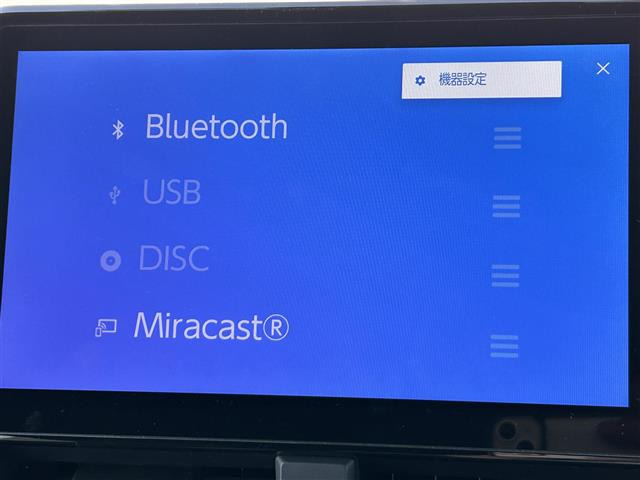 機器設定
Bluetooth
USB
DISC
Miracast®